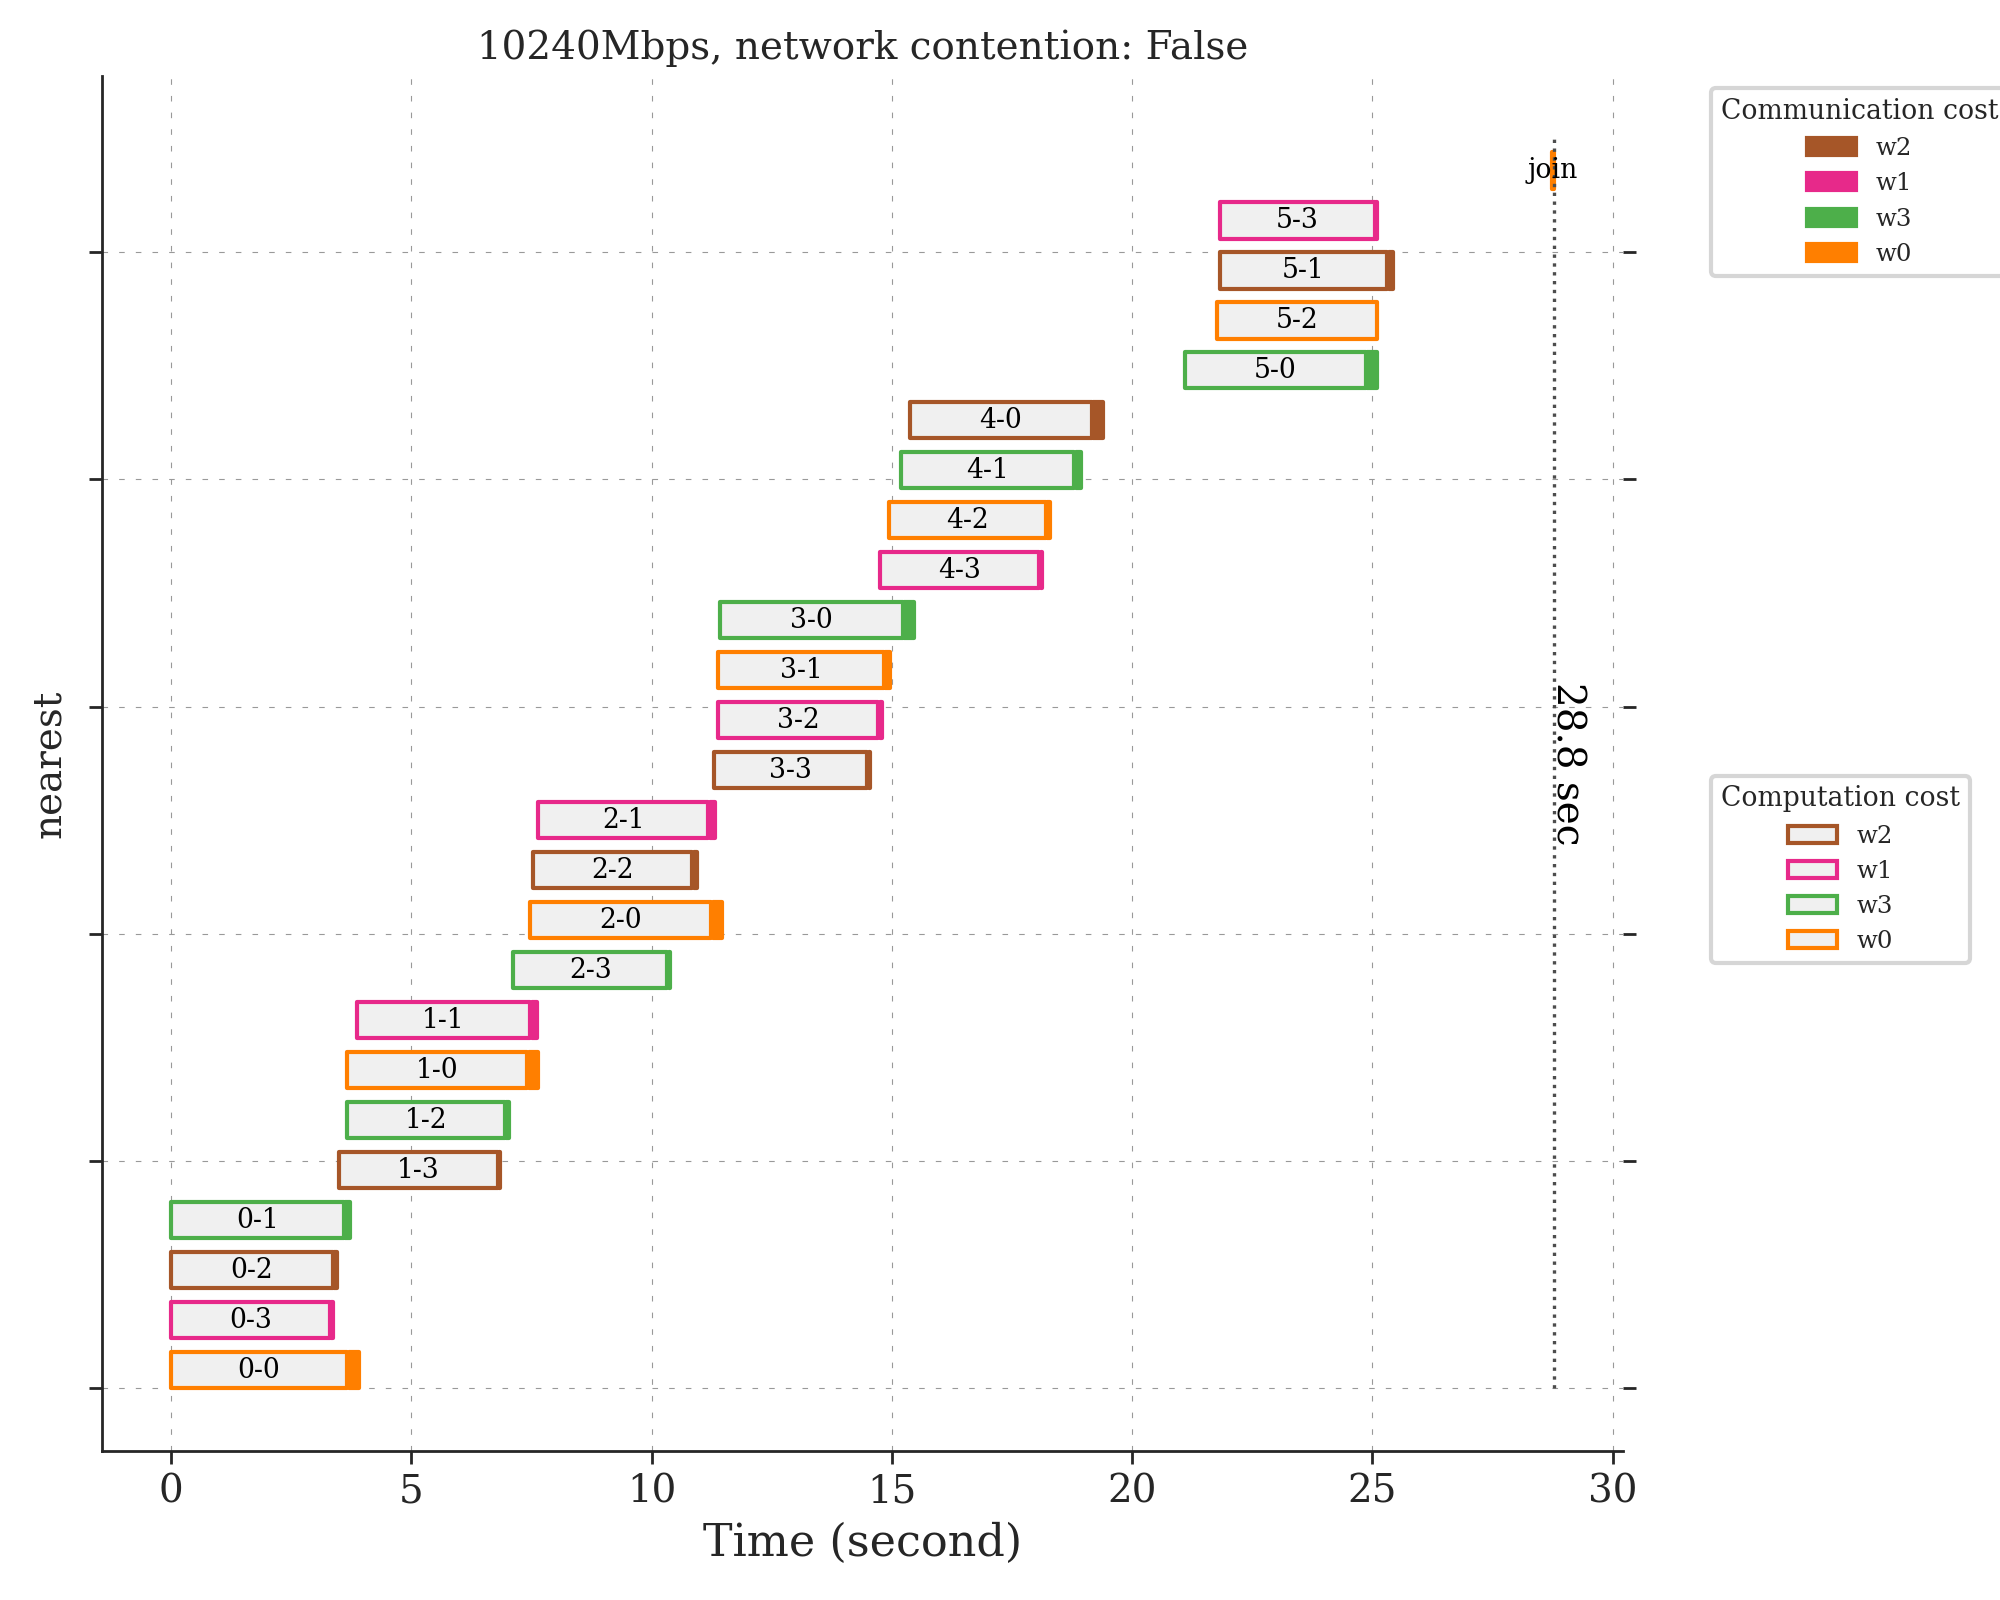 10240Mbps, network contention: False
Communication cost
w2
w1
w3
w0
join
5-3
5-1
5-2
5-0
4-0
4-1
4-2
4-3
3-0
3-1
3-2
3-3
2-1
2-2
2-0
2-3
1-1
1-0
1-2
1-3
0-1
0-2
0-3
0-0
28.8 sec
nearest
Computation cost
w2
w1
w3
w0
0
5
10
15
20
25
30
Time (second)